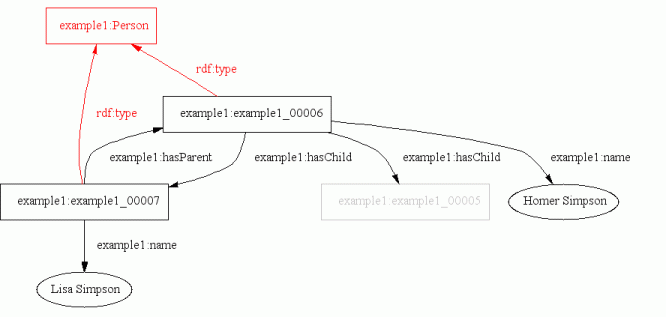 example1:Person
rdf:type
example1:example1_00006
rdf:type
example1:hasParent
example1:hasChild
example1:hasChild
example1:name
example1:example1_00007
example1:example1_00005
Homer Simpson
example1:name
Lisa Simpson